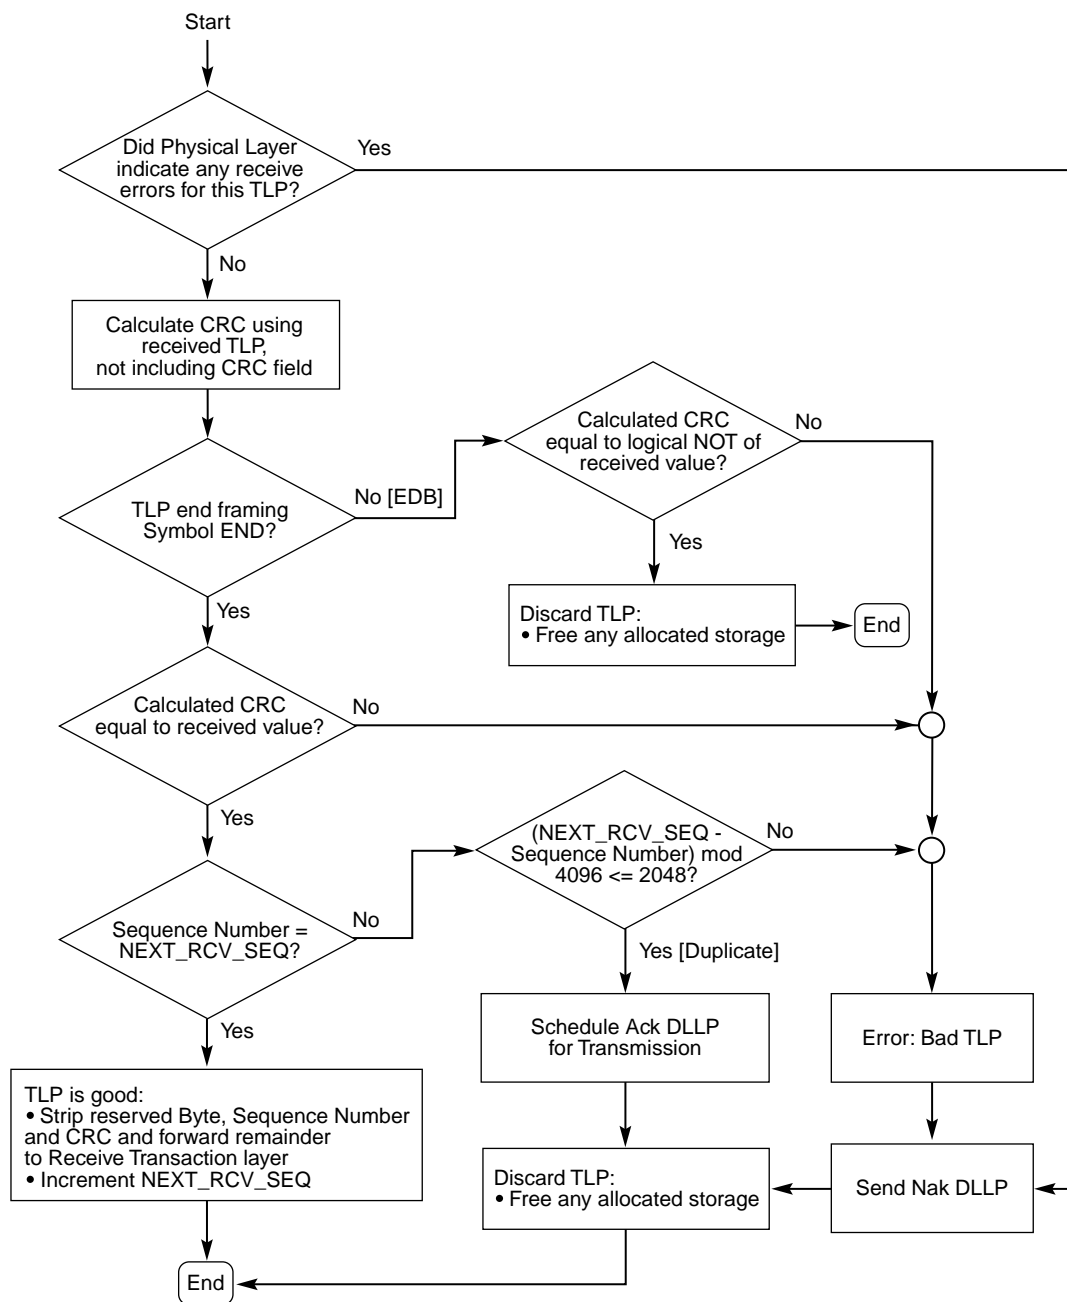 Start
Did Physical Layer
indicate any receive
errors for this TLP?
Yes
No
Calculate CRC using
received TLP,
not including CRC field
Calculated CRC
equal to logical NOT of
received value?
No
TLP end framing
Symbol END?
No [EDB]
Yes
Discard TLP:
• Free any allocated storage
End
Yes
Calculated CRC
equal to received value?
No
Yes
(NEXT_RCV_SEQ -
Sequence Number) mod
4096 <= 2048?
No
Sequence Number =
NEXT_RCV_SEQ?
No
Yes [Duplicate]
Yes
Schedule Ack DLLP
for Transmission
Error: Bad TLP
TLP is good:
• Strip reserved Byte, Sequence Number
and CRC and forward remainder
to Receive Transaction layer
• Increment NEXT_RCV_SEQ
Discard TLP:
• Free any allocated storage
Send Nak DLLP
End